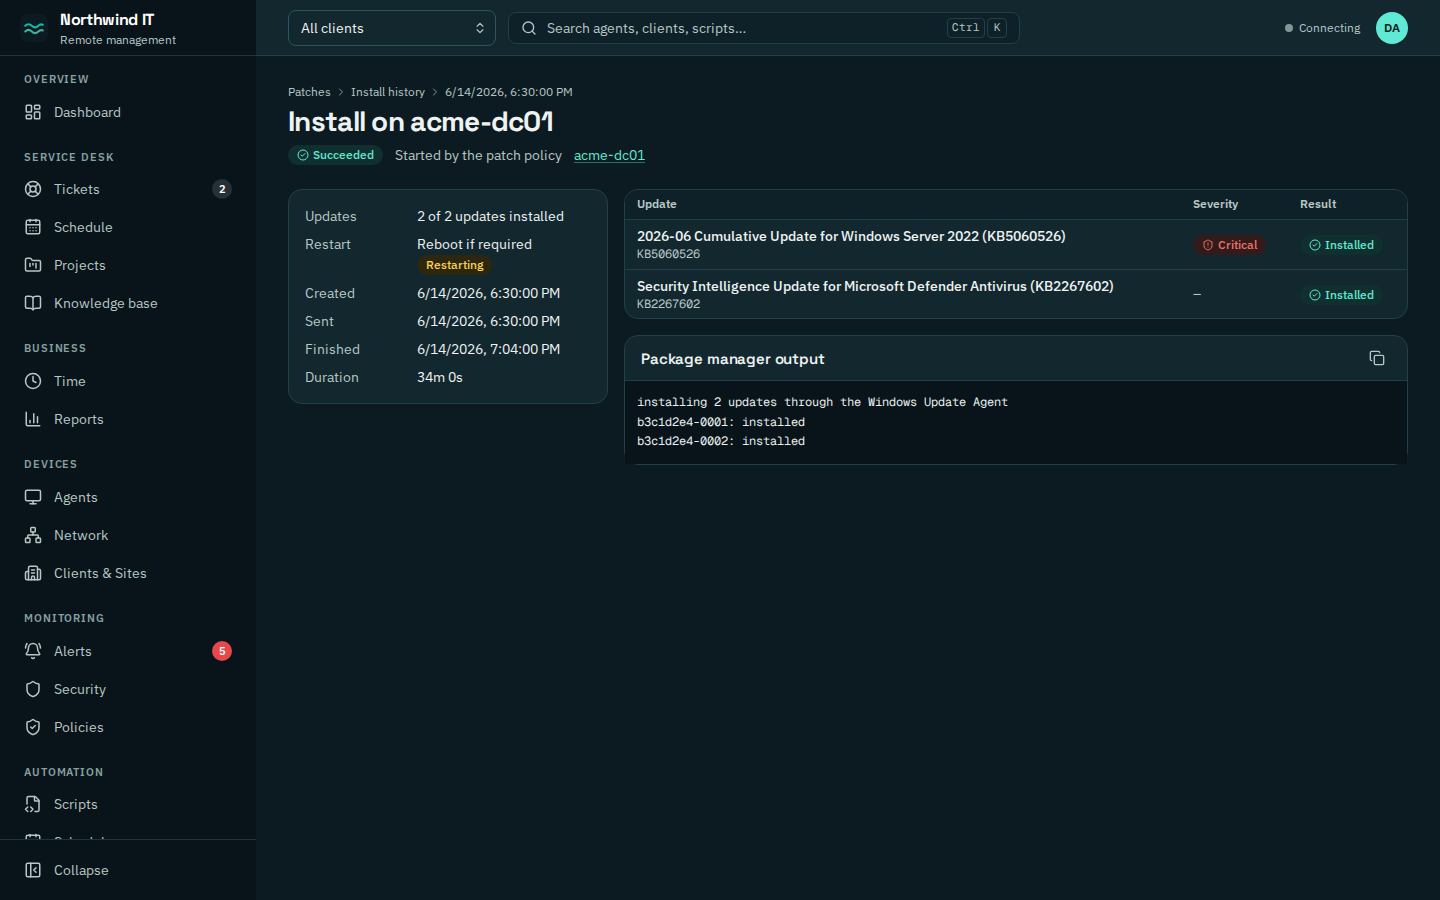 Northwind IT
Remote management
All clients
Search agents, clients, scripts...
Ctrl K
Connecting
DA
OVERVIEW
Dashboard
SERVICE DESK
Tickets 2
Schedule
Projects
Knowledge base
BUSINESS
Time
Reports
DEVICES
Agents
Network
Clients & Sites
MONITORING
Alerts 5
Security
Policies
AUTOMATION
Scripts
Collapse
Patches > Install history > 6/14/2026, 6:30:00 PM
Install on acme-dc01
Succeeded Started by the patch policy acme-dc01
Updates 2 of 2 updates installed
Restart Reboot if required
Restarting
Created 6/14/2026, 6:30:00 PM
Sent 6/14/2026, 6:30:00 PM
Finished 6/14/2026, 7:04:00 PM
Duration 34m 0s
Update Severity Result
2026-06 Cumulative Update for Windows Server 2022 (KB5060526)
KB5060526
Critical Installed
Security Intelligence Update for Microsoft Defender Antivirus (KB2267602)
KB2267602
– Installed
Package manager output
installing 2 updates through the Windows Update Agent
b3c1d2e4-0001: installed
b3c1d2e4-0002: installed